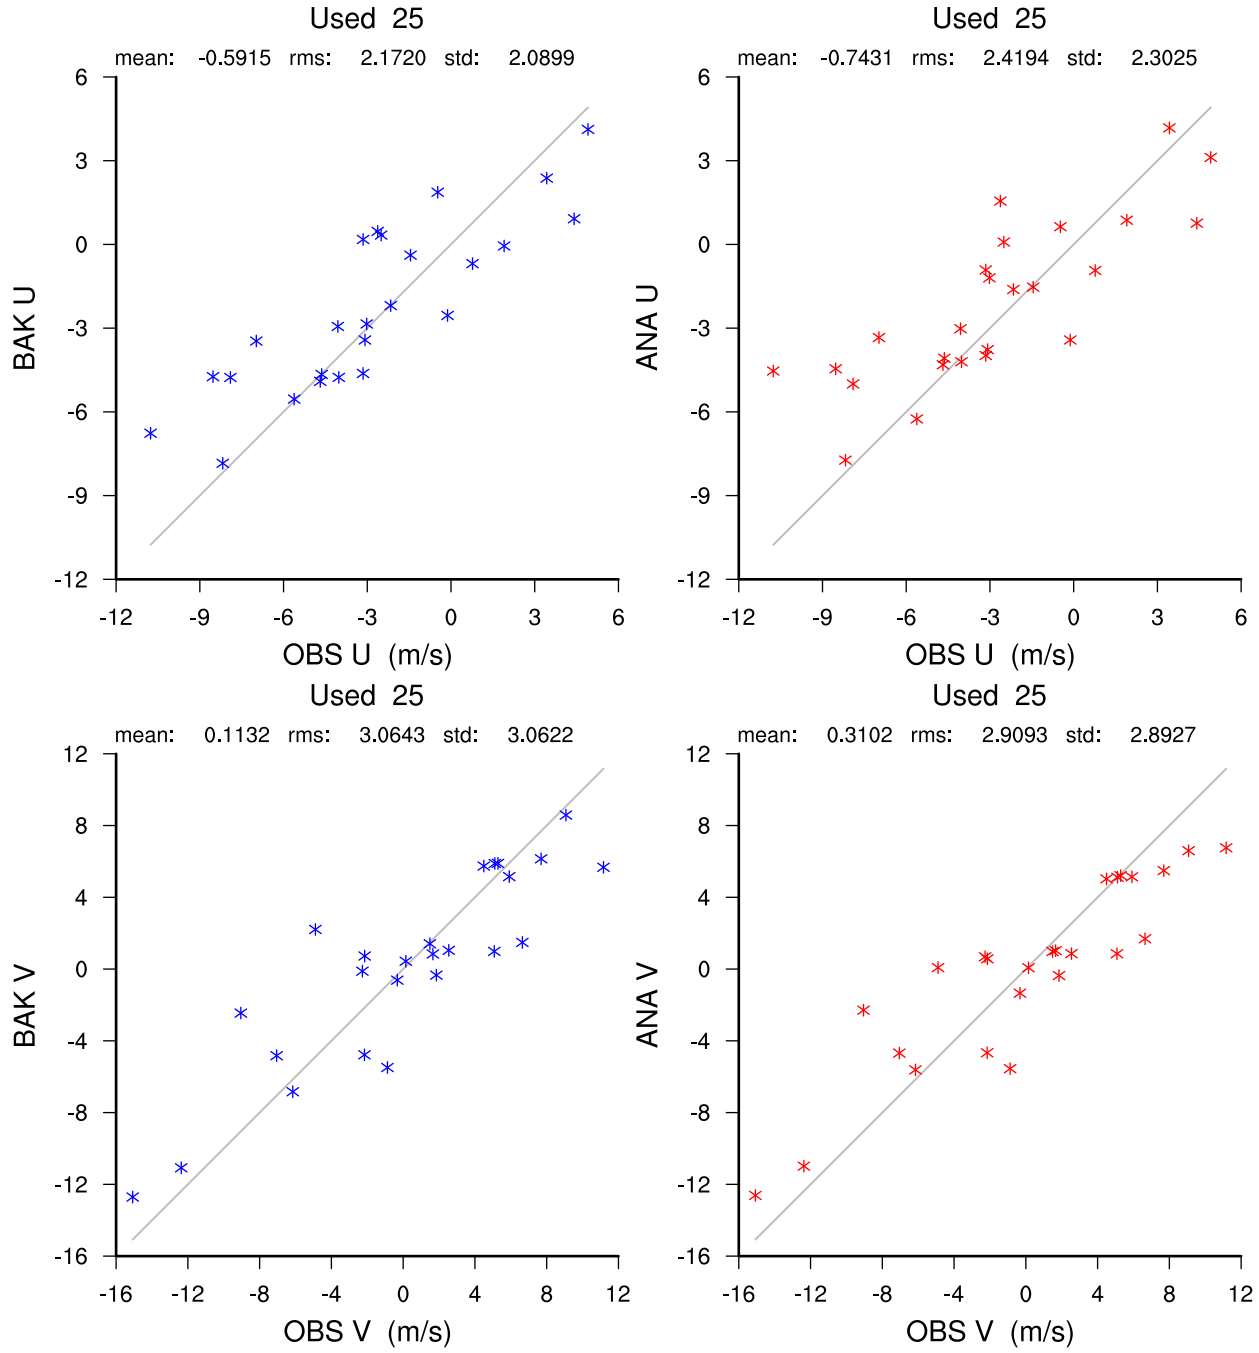 Used 25
mean: -0.5915 rms: 2.1720 std: 2.0899
6
3
0
-3
-6
-9
-12
BAK U
-12 -9 -6 -3 0 3 6
OBS U (m/s)
Used 25
mean: -0.7431 rms: 2.4194 std: 2.3025
6
3
0
-3
-6
-9
-12
ANA U
-12 -9 -6 -3 0 3 6
OBS U (m/s)
Used 25
mean: 0.1132 rms: 3.0643 std: 3.0622
12
8
4
0
-4
-8
-12
-16
BAK V
-16 -12 -8 -4 0 4 8 12
OBS V (m/s)
Used 25
mean: 0.3102 rms: 2.9093 std: 2.8927
12
8
4
0
-4
-8
-12
-16
ANA V
-16 -12 -8 -4 0 4 8 12
OBS V (m/s)